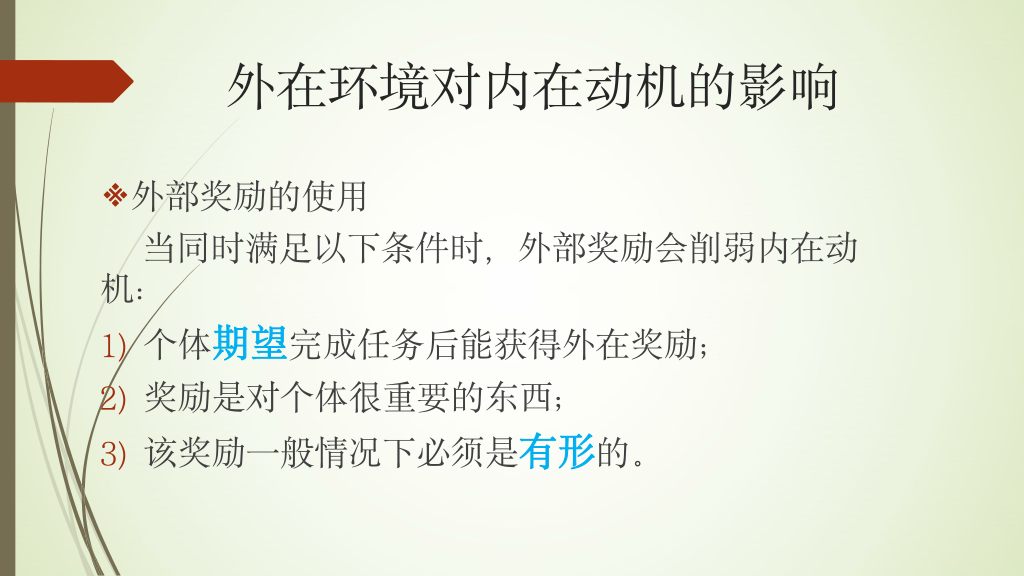 外在环境对内在动机的影响
❖外部奖励的使用
当同时满足以下条件时，外部奖励会削弱内在动
机：
1) 个体期望完成任务后能获得外在奖励；
2) 奖励是对个体很重要的东西；
3) 该奖励一般情况下必须是有形的。